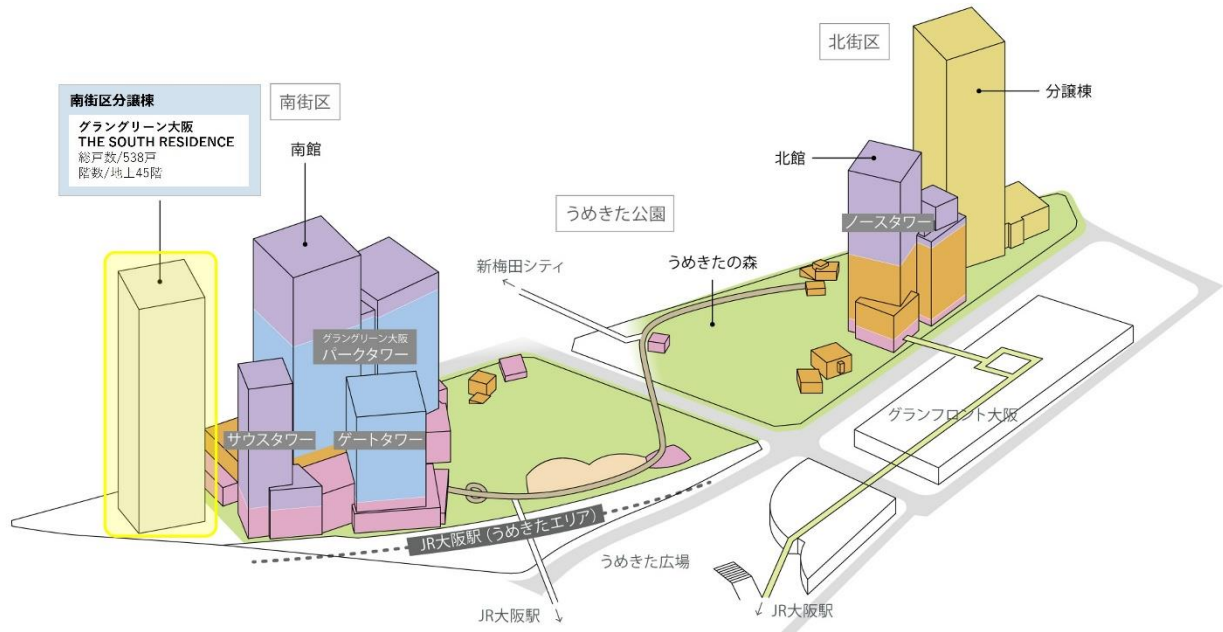 南街区分譲棟
グラングリーン大阪
THE SOUTH RESIDENCE
総戸数/538戸
階数/地上45階
南街区
南館
北街区
分譲棟
北館
ノースタワー
うめきた公園
新梅田シティ
うめきたの森
グラングリーン大阪
パークタワー
サウスタワー
ゲートタワー
グランフロント大阪
JR大阪駅(うめきたエリア)
うめきた広場
JR大阪駅
JR大阪駅